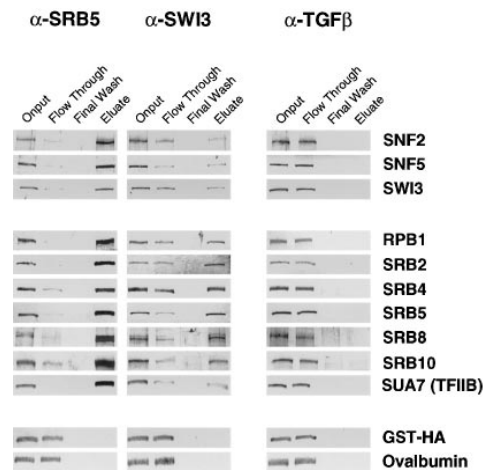 α-SRB5 α-SWI3 α-TGFβ
Onput Flow Through Final Wash Eluate Onput Flow Through Final Wash Eluate Onput Flow Through Final Wash Eluate
SNF2
SNF5
SWI3
RPB1
SRB2
SRB4
SRB5
SRB8
SRB10
SUA7 (TFIIB)
GST-HA
Ovalbumin